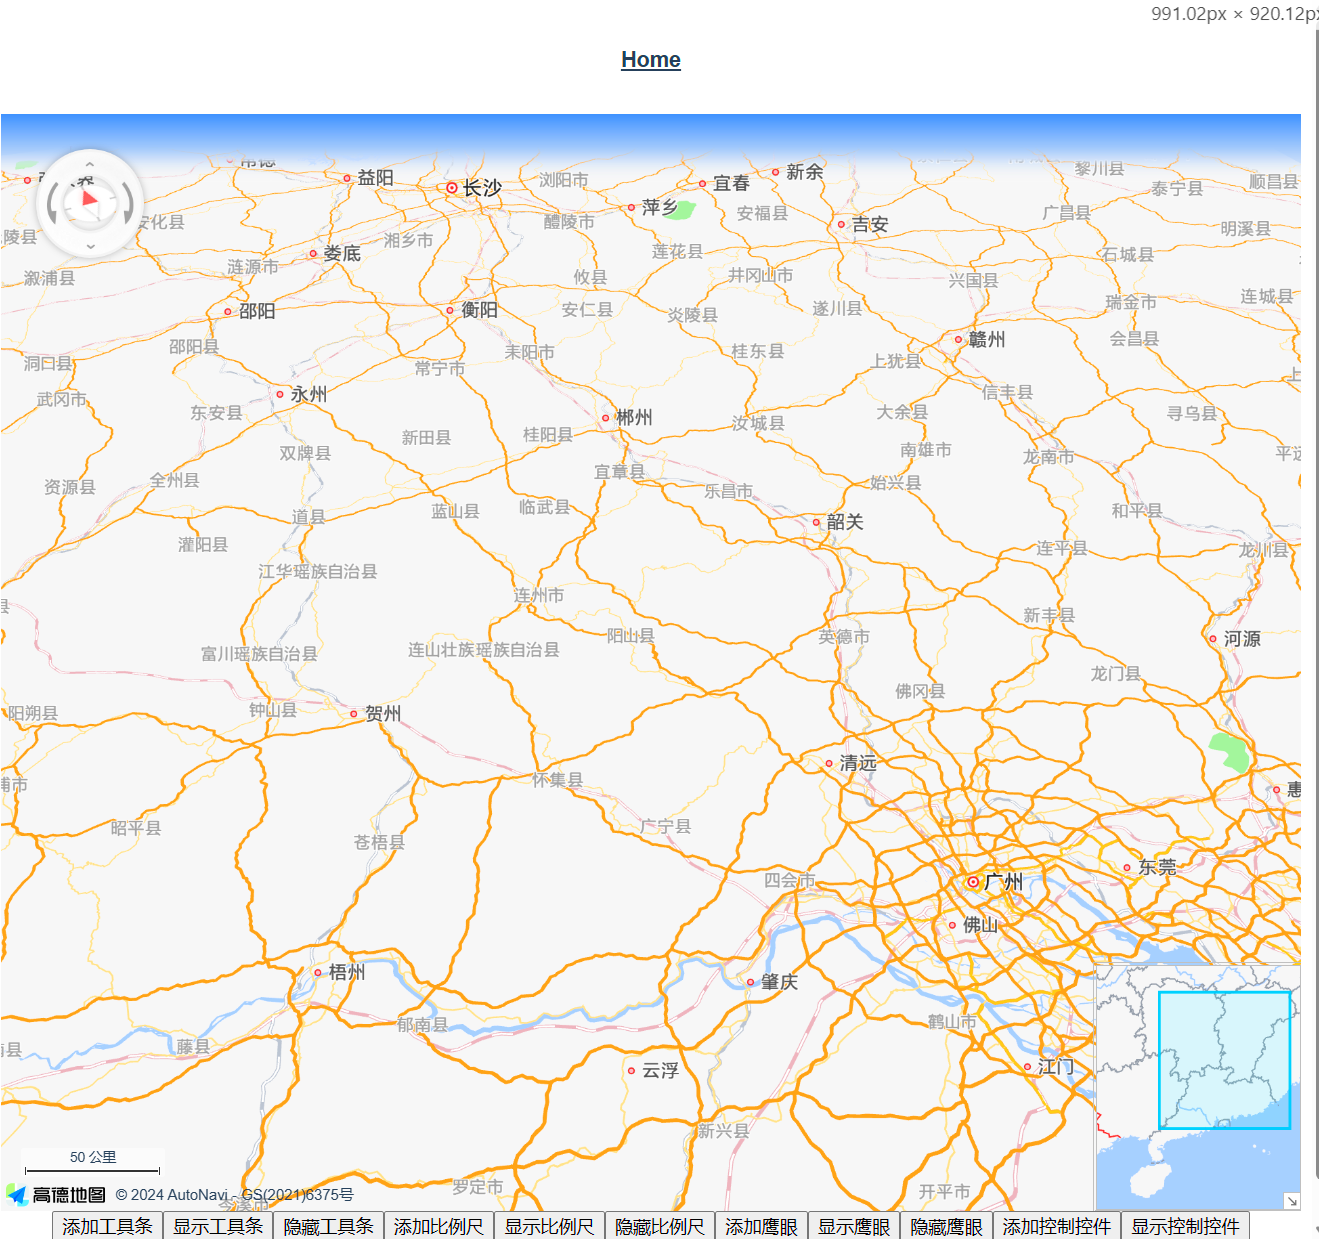 991.02px × 920.12px
Home
常德
益阳
长沙
浏阳市
宜春
新余
黎川县
泰宁县
顺昌县
安化县
萍乡
安福县
广昌县
醴陵市
吉安
明溪县
湘乡市
娄底
莲花县
石城县
涟源市
溆浦县
攸县
井冈山市
兴国县
连城县
瑞金市
邵阳
衡阳
安仁县
炎陵县
遂川县
赣州
会昌县
邵阳县
洞口县
耒阳市
桂东县
上犹县
常宁市
永州
信丰县
武冈市
东安县
郴州
汝城县
大余县
寻乌县
新田县
桂阳县
双牌县
南雄市
龙南市
宜章县
全州县
资源县
乐昌市
始兴县
道县
蓝山县
临武县
和平县
韶关
灌阳县
连平县
龙川县
江华瑶族自治县
连州市
新丰县
阳山县
英德市
河源
富川瑶族自治县
连山壮族瑶族自治县
龙门县
佛冈县
阳朔县
钟山县
贺州
清远
怀集县
惠
昭平县
广宁县
苍梧县
东莞
四会市
广州
佛山
梧州
肇庆
郁南县
鹤山市
藤县
云浮
江门
新兴县
50 公里
罗定市
开平市
高德地图 © 2024 AutoNavi - GS(2021)6375号
岑溪市
添加工具条 显示工具条 隐藏工具条 添加比例尺 显示比例尺 隐藏比例尺 添加鹰眼 显示鹰眼 隐藏鹰眼 添加控制控件 显示控制控件